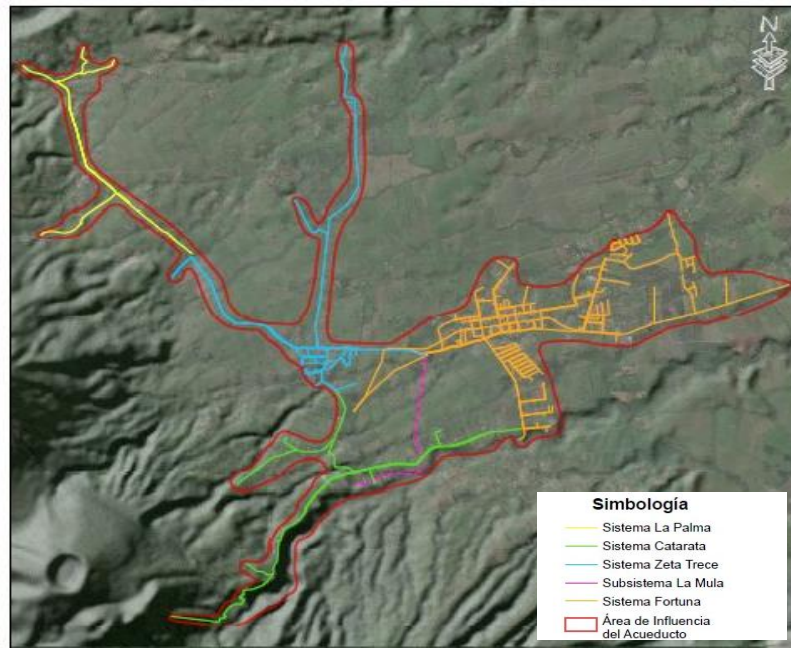 N
Simbología
Sistema La Palma
Sistema Catarata
Sistema Zeta Trece
Subsistema La Mula
Sistema Fortuna
Área de Influencia
del Acueducto